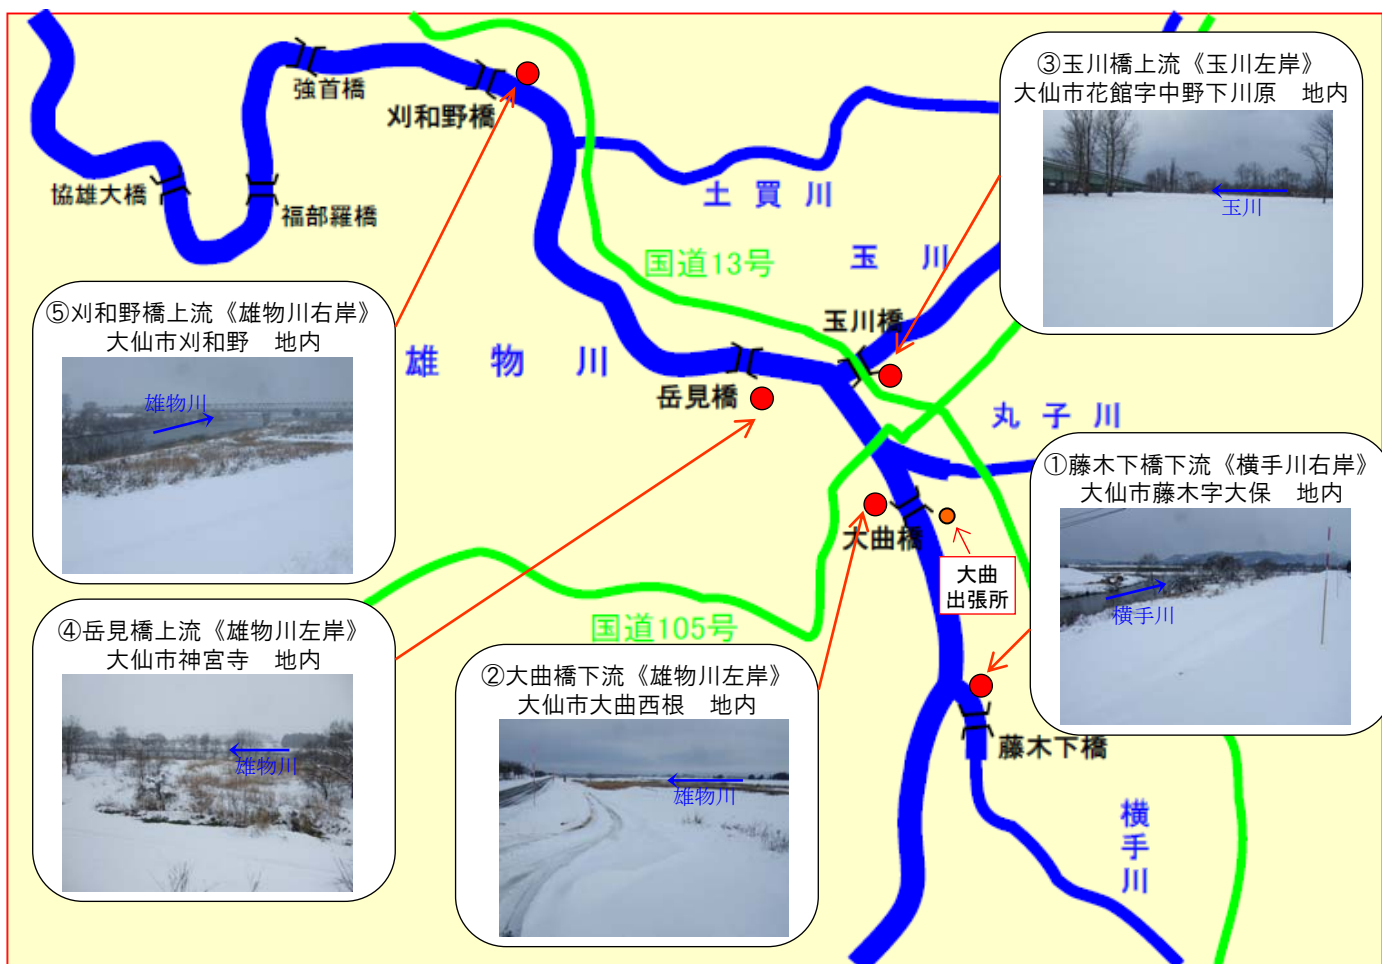 強首橋
刈和野橋
協雄大橋
福部羅橋
土買川
国道13号
玉川
玉川橋
③玉川橋上流《玉川左岸》
大仙市花館字中野下川原　地内
玉川
⑤刈和野橋上流《雄物川右岸》
大仙市刈和野　地内
雄物川
雄物川
岳見橋
丸子川
①藤木下橋下流《横手川右岸》
大仙市藤木字大保　地内
横手川
大曲橋
大曲
出張所
国道105号
④岳見橋上流《雄物川左岸》
大仙市神宮寺　地内
雄物川
②大曲橋下流《雄物川左岸》
大仙市大曲西根　地内
雄物川
藤木下橋
横手川